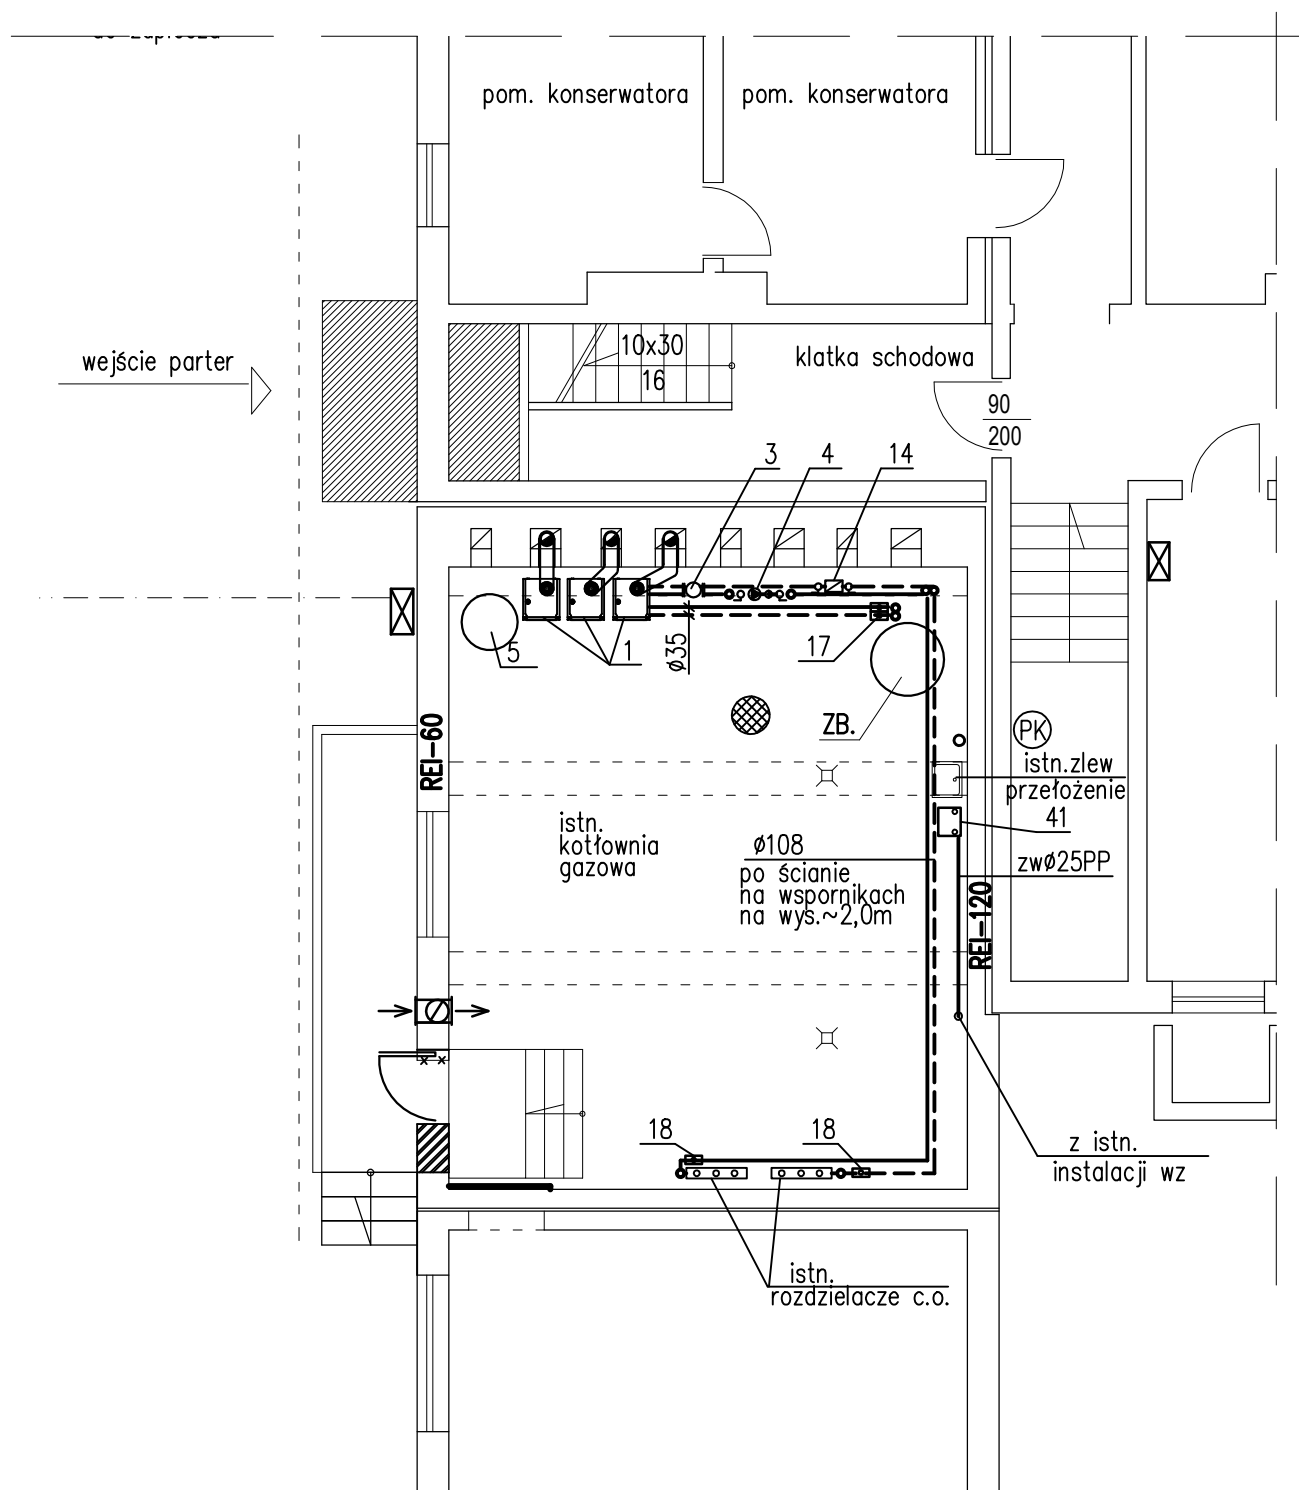 pom. konserwatora
pom. konserwatora
wejście parter
10x30
16
klatka schodowa
90
200
3
4
14
5
1
ø35
17
ZB.
REI-60
PK
istn.zlew
przełożenie
41
istn.
kotłownia
gazowa
ø108
po ścianie
na wspornikach
na wys.~2,0m
zwø25PP
REI-120
18
18
z istn.
instalacji wz
istn.
rozdzielacze c.o.